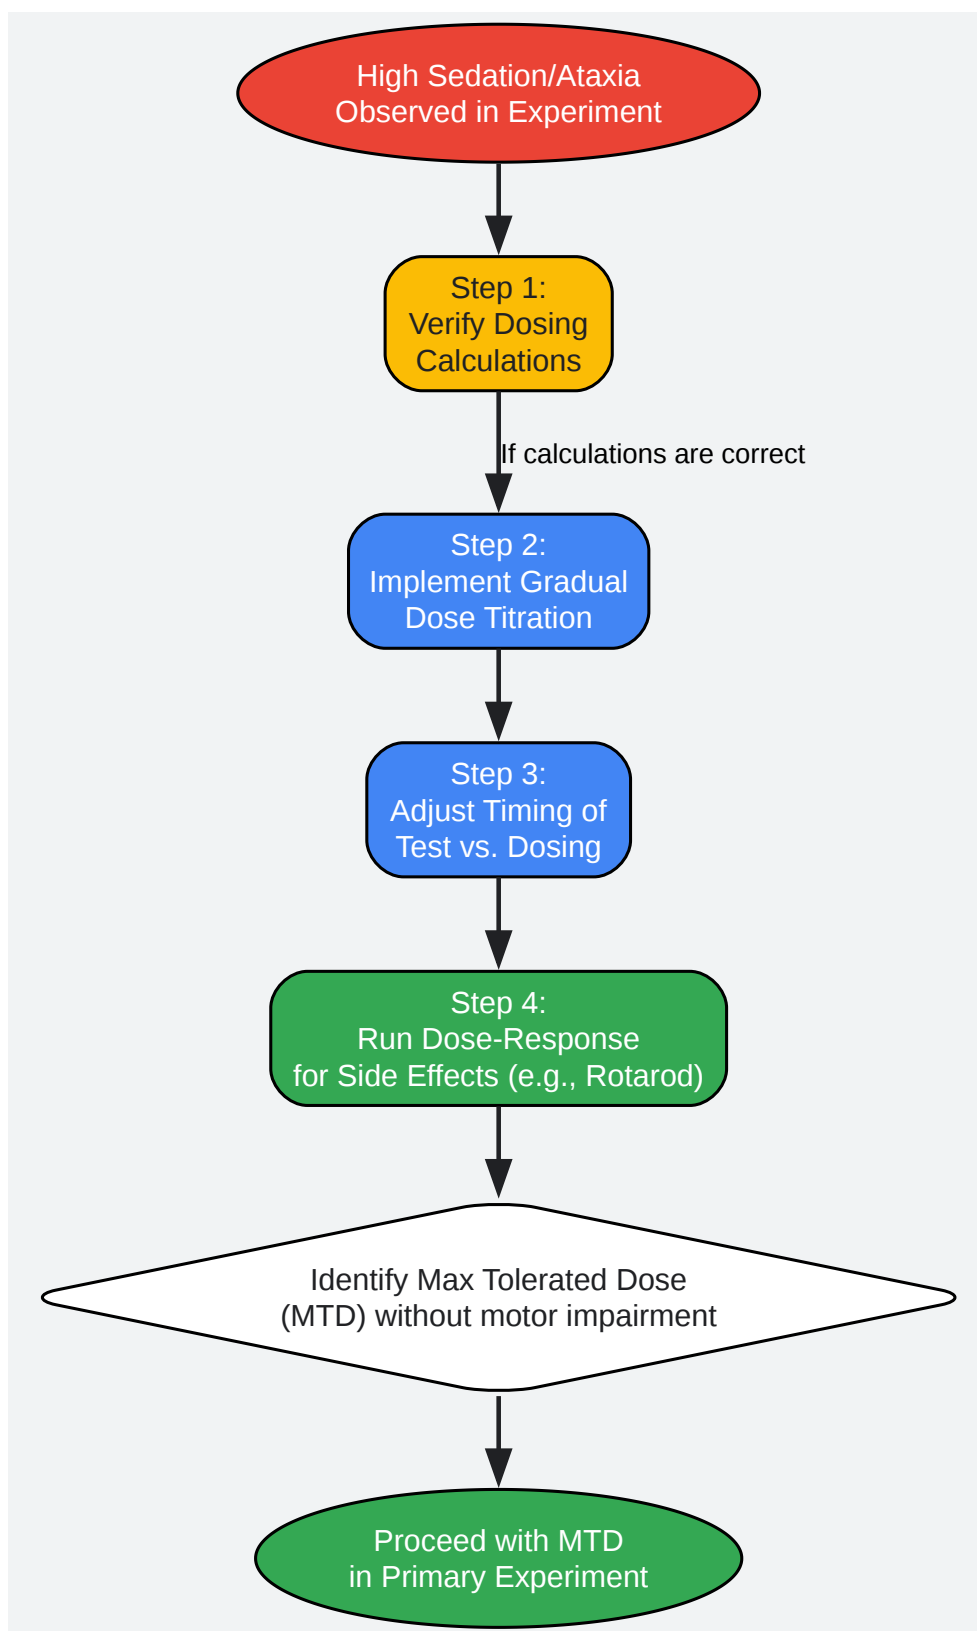 High Sedation/Ataxia
Observed in Experiment
Step 1:
Verify Dosing
Calculations
If calculations are correct
Step 2:
Implement Gradual
Dose Titration
Step 3:
Adjust Timing of
Test vs. Dosing
Step 4:
Run Dose-Response
for Side Effects (e.g., Rotarod)
Identify Max Tolerated Dose
(MTD) without motor impairment
Proceed with MTD
in Primary Experiment